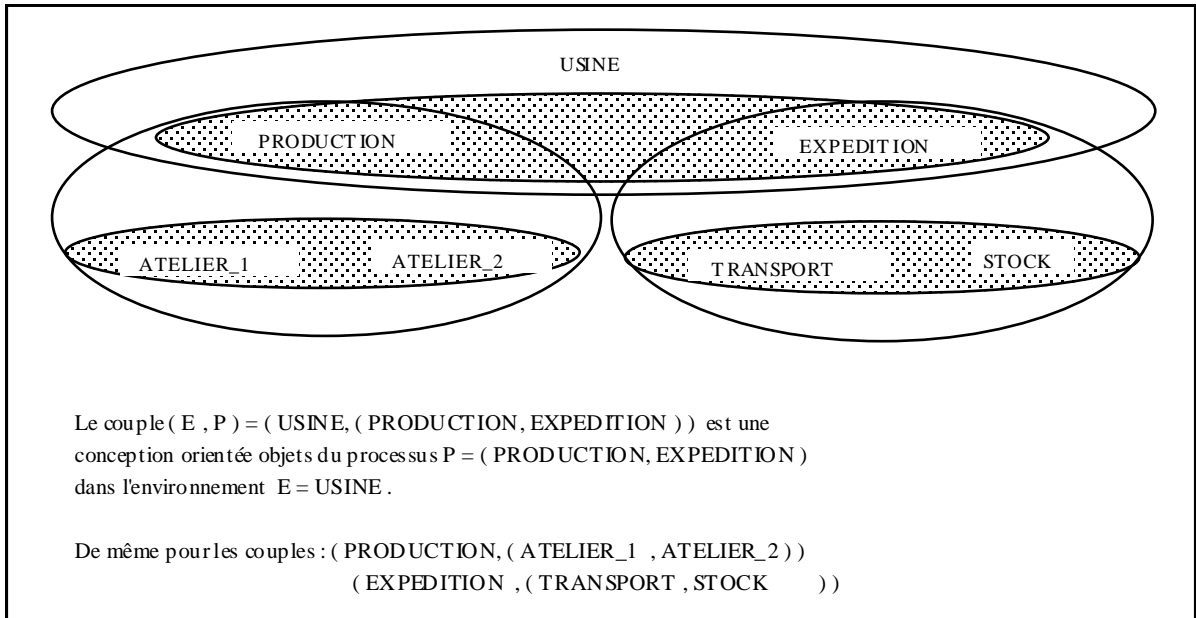 USINE
PRODUCTION
EXPEDITION
ATELIER_1
ATELIER_2
TRANSPORT
STOCK
Le couple ( E , P ) = ( USINE, ( PRODUCTION, EXPEDITION ) ) est une
conception orientée objets du processus P = ( PRODUCTION, EXPEDITION )
dans l'environnement E = USINE .
De même pour les couples : ( PRODUCTION, ( ATELIER_1 , ATELIER_2 ) )
( EXPEDITION , ( TRANSPORT , STOCK ) )